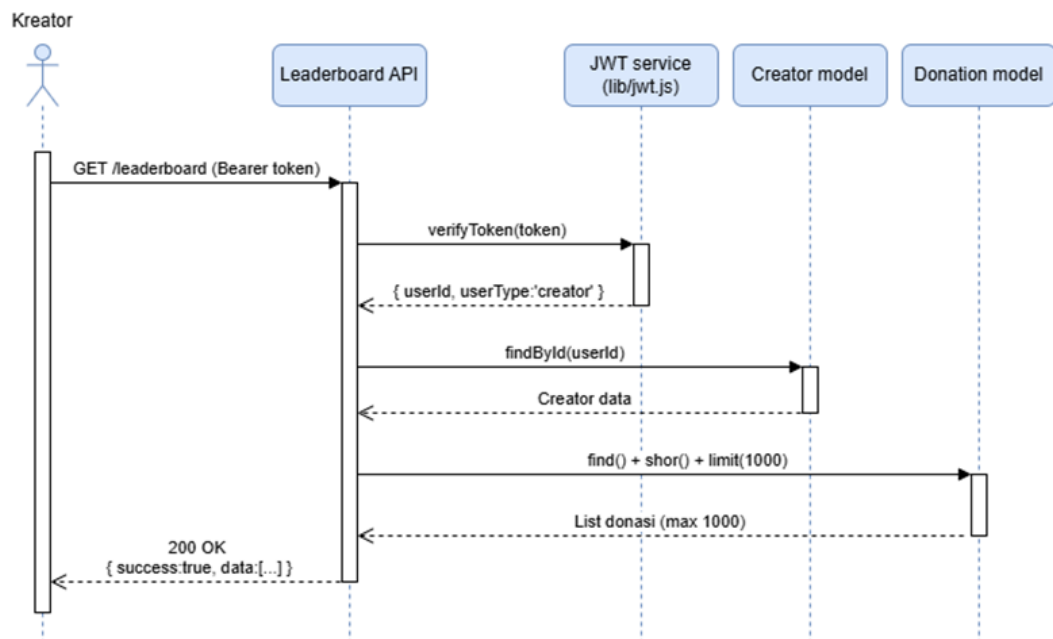 Kreator
Leaderboard API
JWT service
(lib/jwt.js)
Creator model
Donation model
GET /leaderboard (Bearer token)
verifyToken(token)
{ userId, userType:'creator' }
findById(userId)
Creator data
find() + shor() + limit(1000)
List donasi (max 1000)
200 OK
{ success:true, data:[...] }